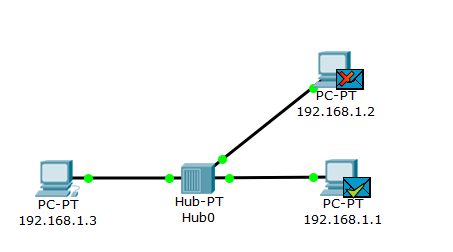 PC-PT
192.168.1.2
PC-PT
192.168.1.3
Hub-PT
Hub0
PC-PT
192.168.1.1